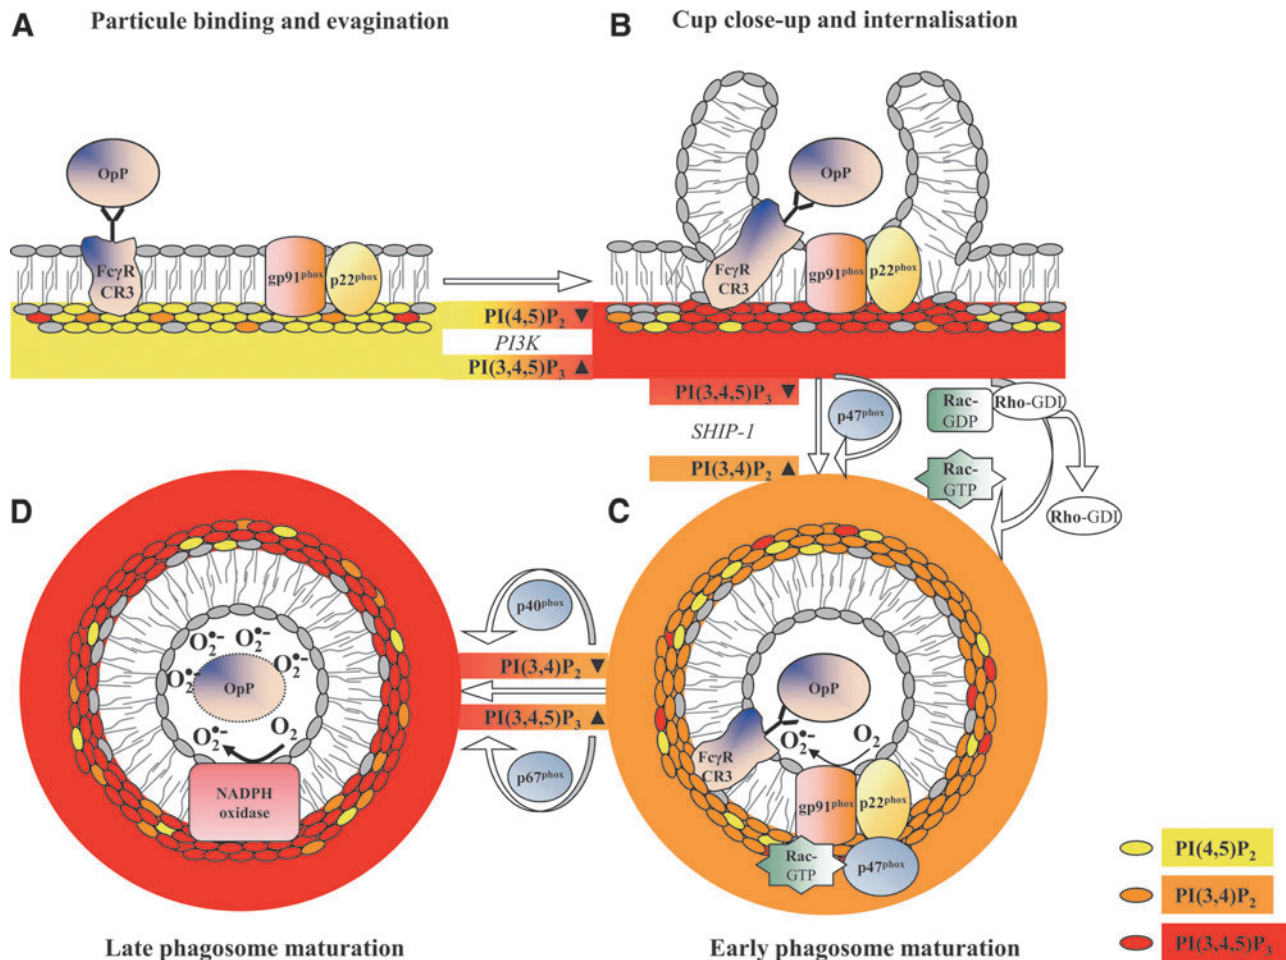 A Particule binding and evagination
B Cup close-up and internalisation
OpP
FcγR
CR3
gp91phox
p22phox
OpP
FcγR
CR3
gp91phox
p22phox
PI(4,5)P2 ▼
PI3K
PI(3,4,5)P3 ▲
PI(3,4,5)P3 ▼
SHIP-1
PI(3,4)P2 ▲
p47phox
Rac-
GDP
Rho-GDI
Rac-
GTP
Rho-GDI
D
C
p40phox
PI(3,4)P2 ▼
PI(3,4,5)P3 ▲
p67phox
O2•-
O2•-
O2•-
O2•-
OpP
O2•-
O2
NADPH
oxidase
OpP
FcγR
CR3
O2•-
O2
gp91phox
p22phox
Rac-
GTP
p47phox
PI(4,5)P2
PI(3,4)P2
PI(3,4,5)P3
Late phagosome maturation
Early phagosome maturation